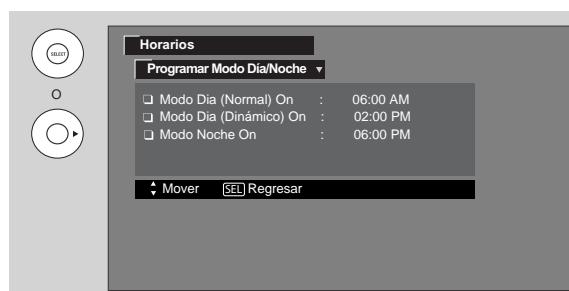 SELECT
O
Horarios
Programar Modo Día/Noche ▼
❏ Modo Dia (Normal) On : 06:00 AM
❏ Modo Dia (Dinámico) On : 02:00 PM
❏ Modo Noche On : 06:00 PM
Mover SEL Regresar